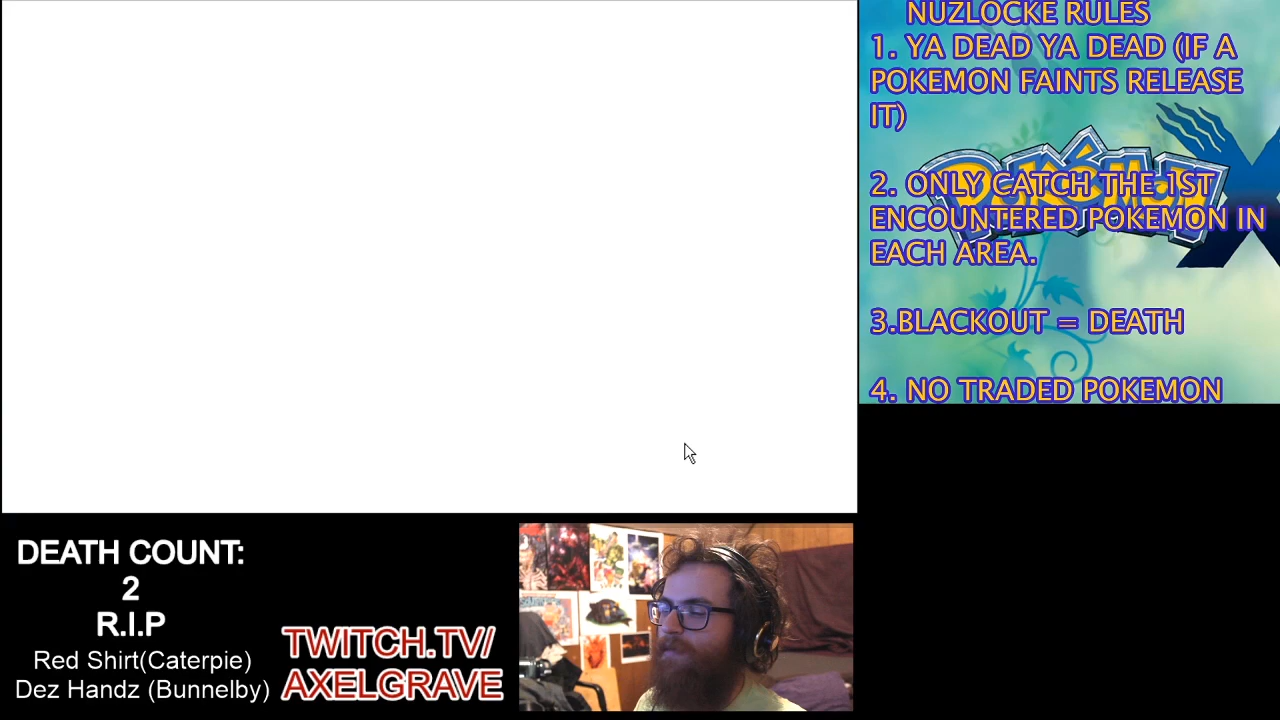 NUZLOCKE RULES
1. YA DEAD YA DEAD (IF A
POKEMON FAINTS RELEASE
IT)
POKéMON X
2. ONLY CATCH THE 1ST
ENCOUNTERED POKEMON IN
EACH AREA.
3.BLACKOUT = DEATH
4. NO TRADED POKEMON
DEATH COUNT:
2
R.I.P
Red Shirt(Caterpie)
Dez Handz (Bunnelby)
TWITCH.TV/
AXELGRAVE